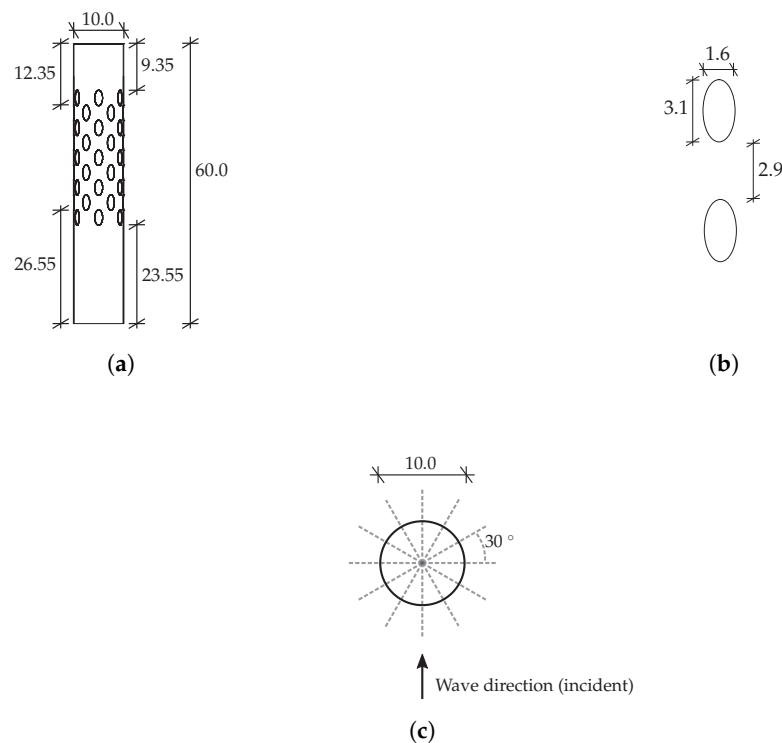 10.0
12.35
9.35
60.0
26.55
23.55
(a)
1.6
3.1
2.9
(b)
10.0
30 °
Wave direction (incident)
(c)